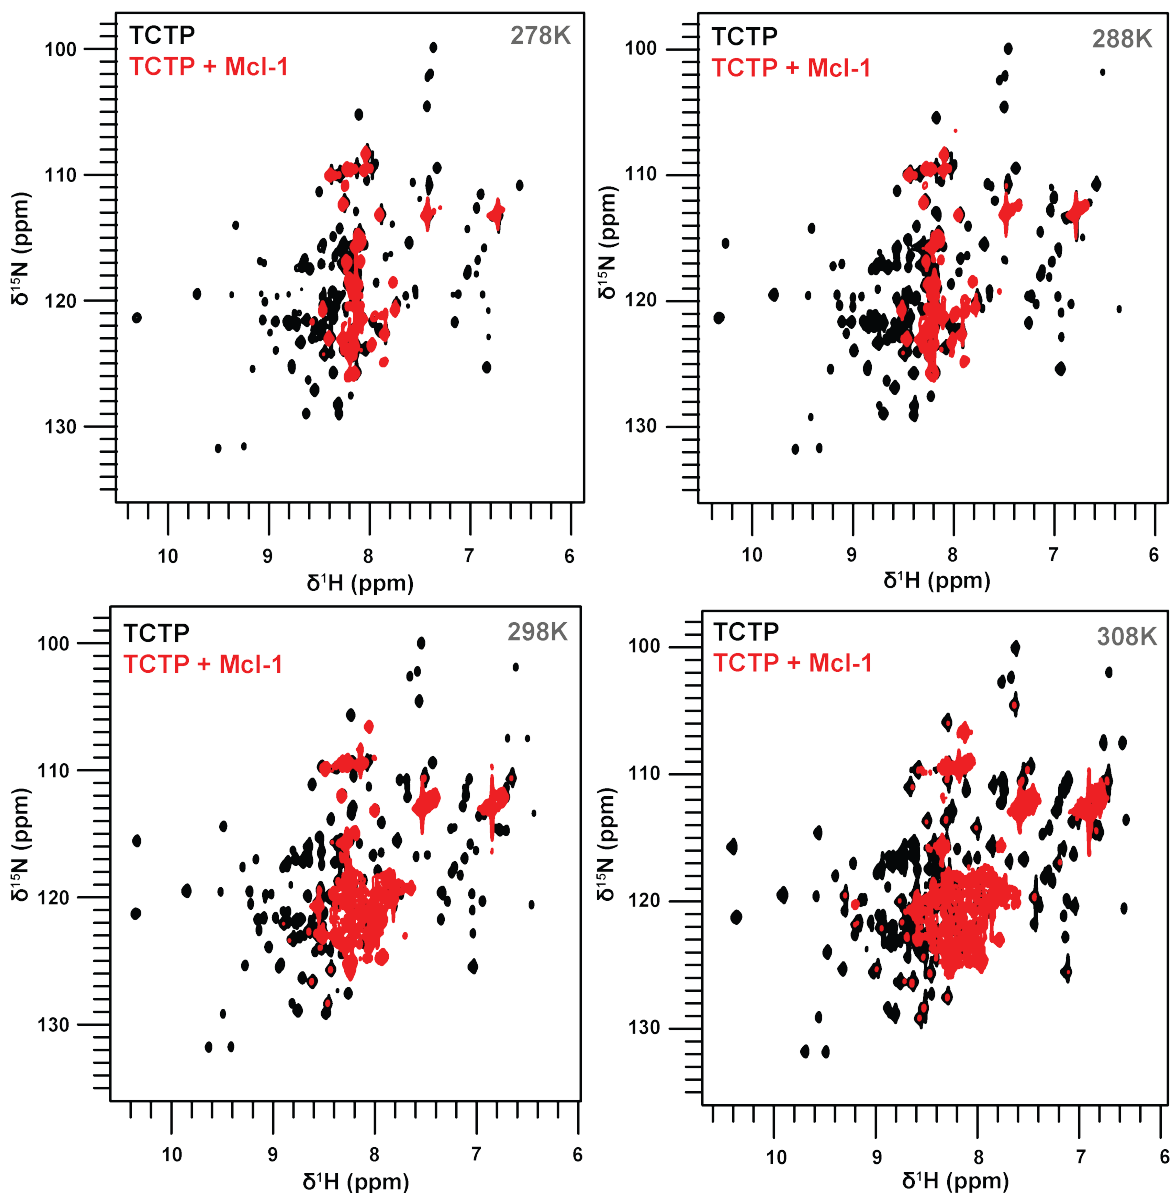 TCTP
278K
TCTP + Mcl-1
100
110
120
130
δ¹⁵N (ppm)
10 9 8 7 6
δ¹H (ppm)
TCTP
288K
TCTP + Mcl-1
100
110
120
130
δ¹⁵N (ppm)
10 9 8 7 6
δ¹H (ppm)
TCTP
298K
TCTP + Mcl-1
100
110
120
130
δ¹⁵N (ppm)
10 9 8 7 6
δ¹H (ppm)
TCTP
308K
TCTP + Mcl-1
100
110
120
130
δ¹⁵N (ppm)
10 9 8 7 6
δ¹H (ppm)